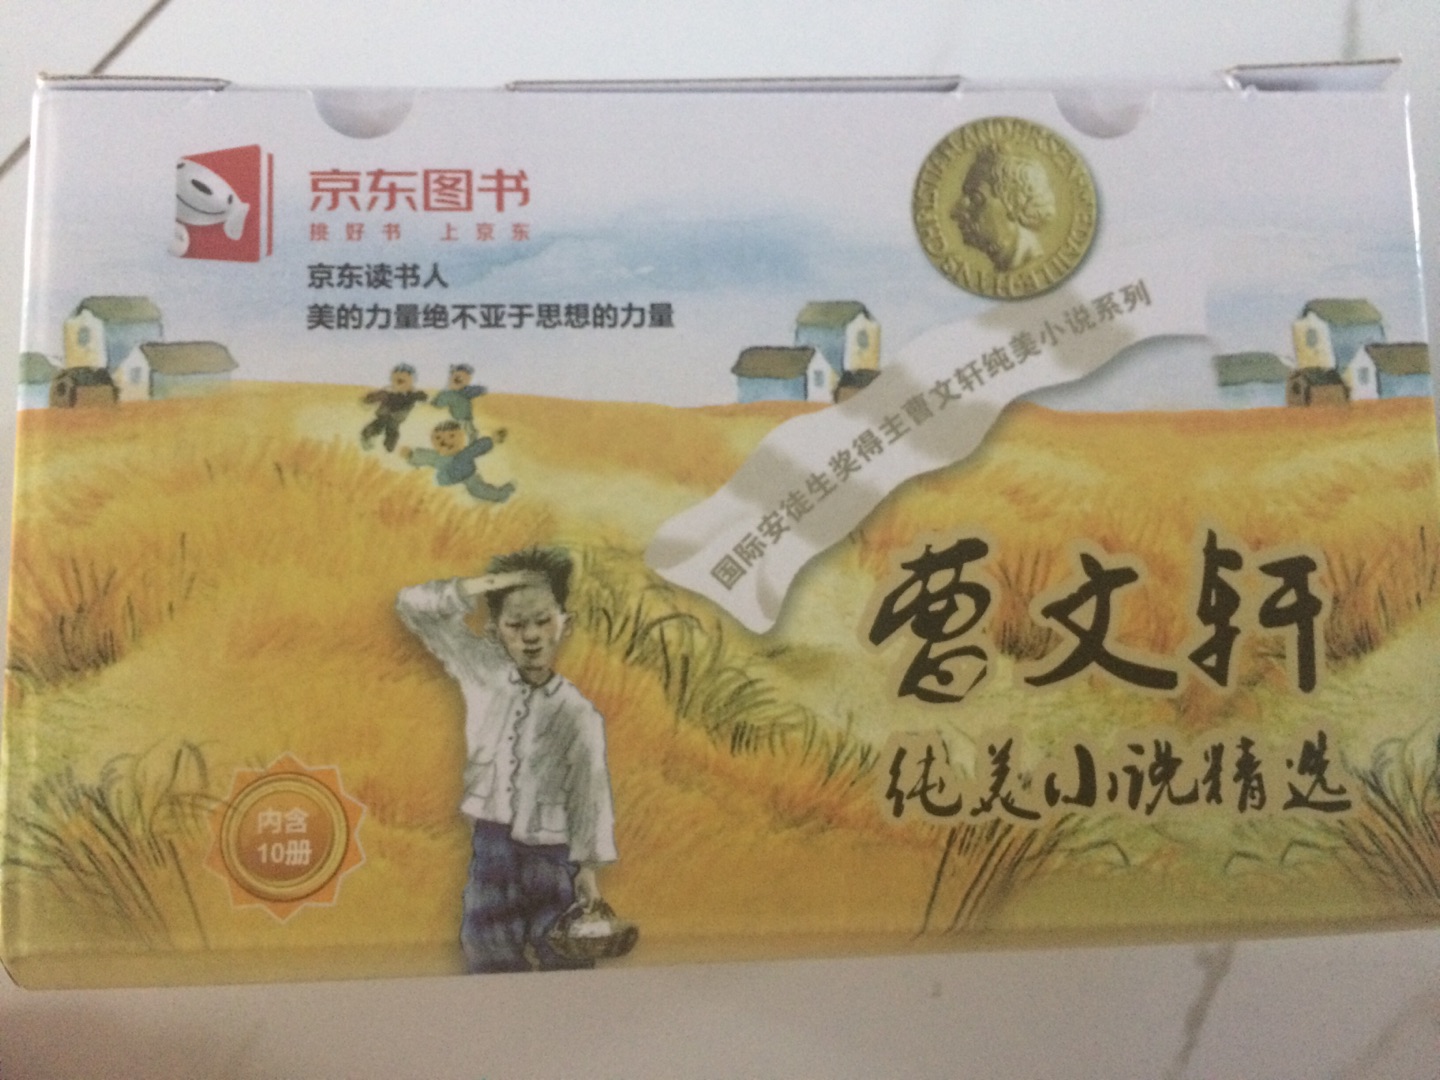 京东图书
挑好书 上京东
京东读书人
美的力量绝不亚于思想的力量
国际安徒生奖得主曹文轩纯美小说系列
曹文轩
纯美小说精选
内含
10册